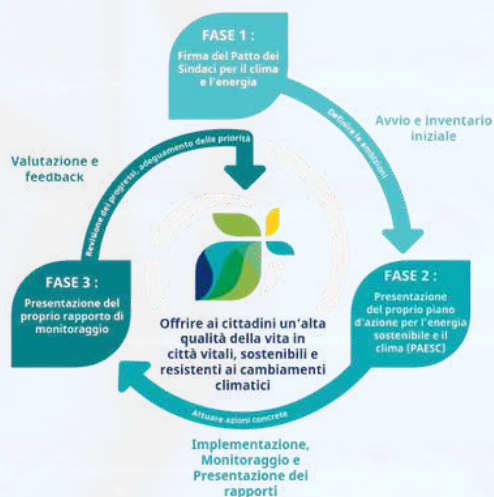 FASE 1 :
Firma del Patto dei
Sindaci per il clima
e l'energia
Definire le ambizioni
Avvio e inventario
iniziale
FASE 2 :
Presentazione
del proprio piano
d'azione per l'energia
sostenibile e il
clima (PAESC)
Attuare azioni concrete
Implementazione,
Monitoraggio e
Presentazione dei
rapporti
FASE 3 :
Presentazione del
proprio rapporto di
monitoraggio
Valutazione e
feedback
Revisione dei progressi, adeguamento delle priorità
Offrire ai cittadini un'alta
qualità della vita in
città vitali, sostenibili e
resistenti ai cambiamenti
climatici